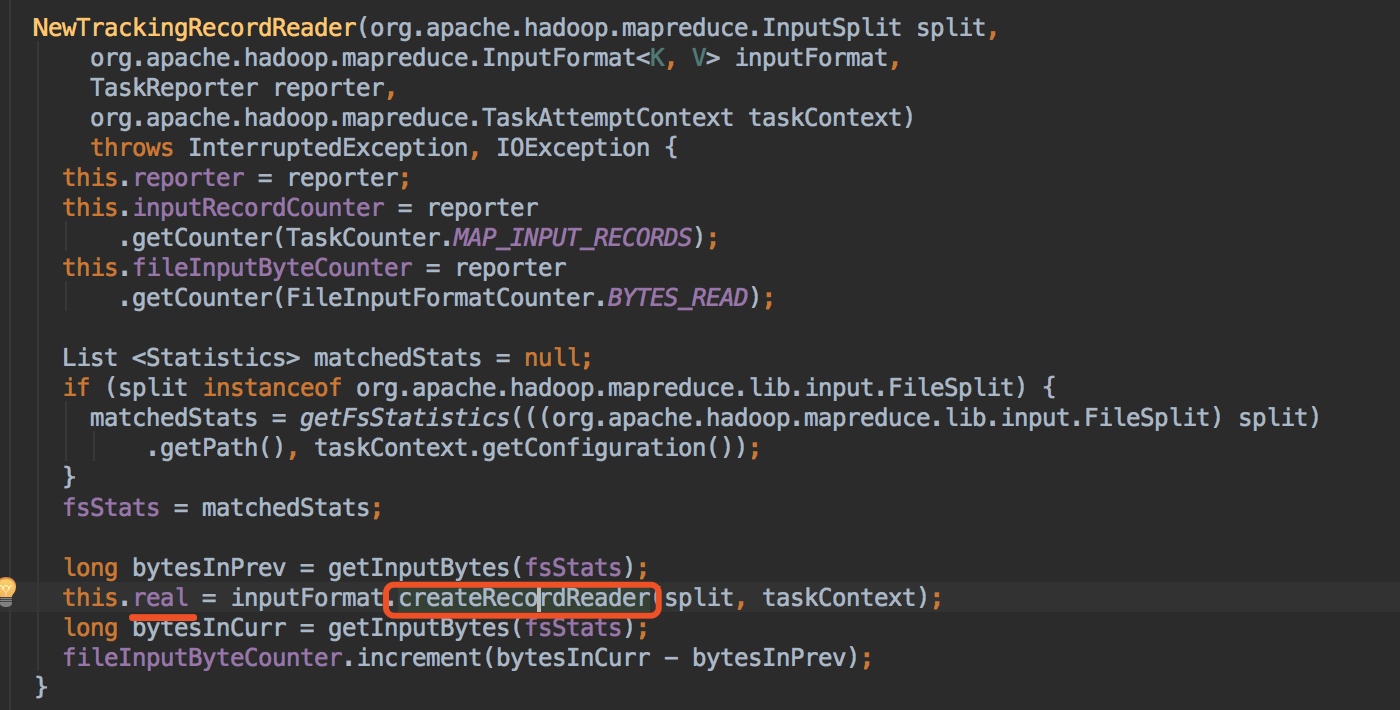 NewTrackingRecordReader(org.apache.hadoop.mapreduce.InputSplit split,
org.apache.hadoop.mapreduce.InputFormat<K, V> inputFormat,
TaskReporter reporter,
org.apache.hadoop.mapreduce.TaskAttemptContext taskContext)
throws InterruptedException, IOException {
this.reporter = reporter;
this.inputRecordCounter = reporter
.getCounter(TaskCounter.MAP_INPUT_RECORDS);
this.fileInputByteCounter = reporter
.getCounter(FileInputFormatCounter.BYTES_READ);
List <Statistics> matchedStats = null;
if (split instanceof org.apache.hadoop.mapreduce.lib.input.FileSplit) {
matchedStats = getFsStatistics(((org.apache.hadoop.mapreduce.lib.input.FileSplit) split)
.getPath(), taskContext.getConfiguration());
}
fsStats = matchedStats;
long bytesInPrev = getInputBytes(fsStats);
this.real = inputFormat.createRecordReader(split, taskContext);
long bytesInCurr = getInputBytes(fsStats);
fileInputByteCounter.increment(bytesInCurr - bytesInPrev);
}